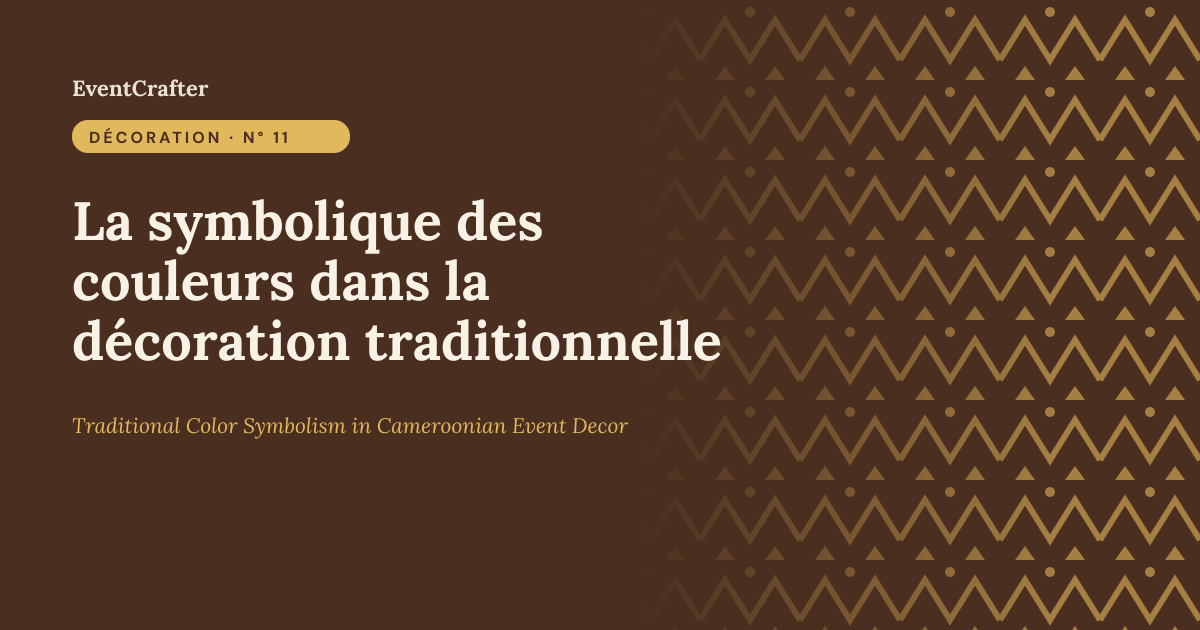 EventCrafter
DÉCORATION · N° 11
La symbolique des
couleurs dans la
décoration traditionnelle
Traditional Color Symbolism in Cameroonian Event Decor